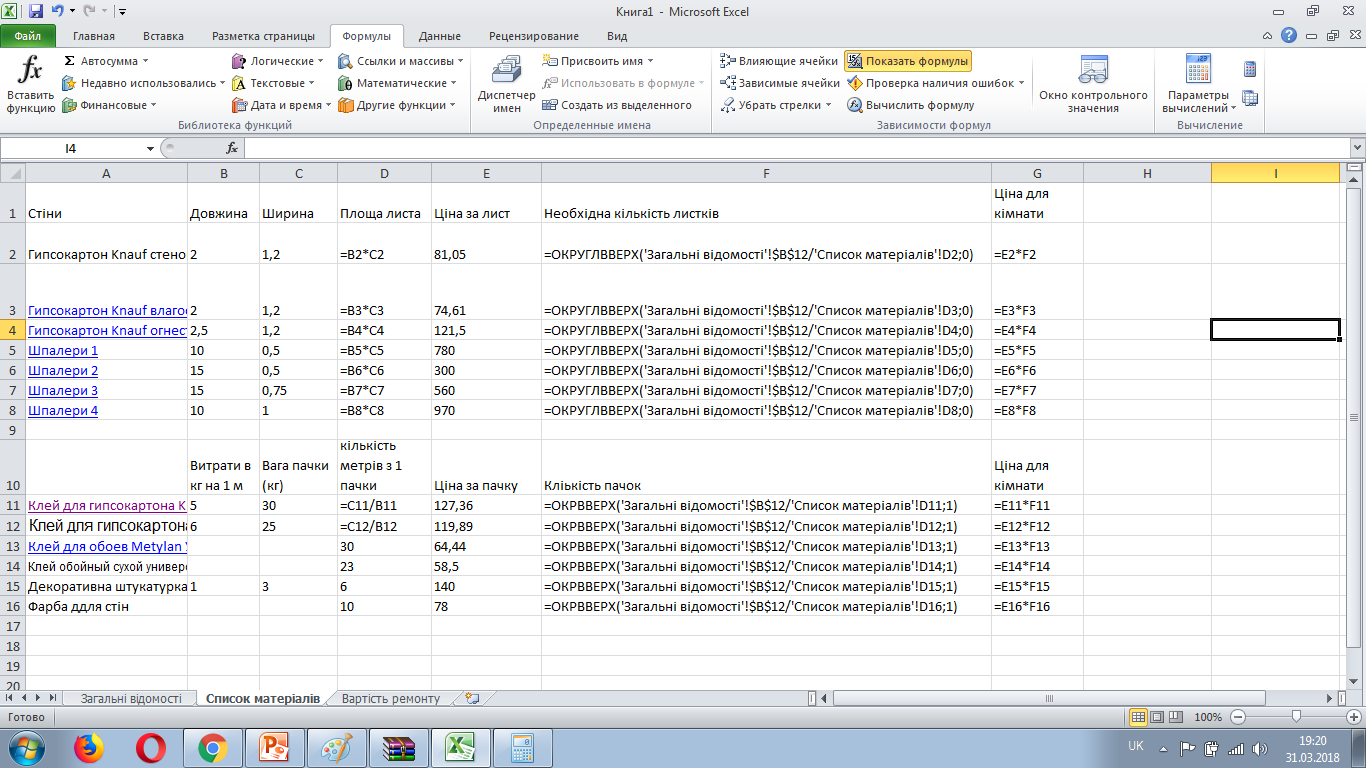 Книга1 - Microsoft Excel
Файл Главная Вставка Разметка страницы Формулы Данные Рецензирование Вид
fx Вставить функцию
Σ Автосумма
Недавно использовались
Финансовые
Логические
Текстовые
Дата и время
Ссылки и массивы
Математические
Другие функции
Библиотека функций
Диспетчер имен
Присвоить имя
Использовать в формуле
Создать из выделенного
Определенные имена
Влияющие ячейки
Зависимые ячейки
Убрать стрелки
Показать формулы
Проверка наличия ошибок
Вычислить формулу
Зависимости формул
Окно контрольного значения
Параметры вычислений
Вычисление
I4 fx
A B C D E F G H I
1 Стіни Довжина Ширина Площа листа Ціна за лист Необхідна кількість листків Ціна для кімнати
2 Гипсокартон Knauf стено 2 1,2 =B2*C2 81,05 =ОКРУГЛВВЕРХ('Загальні відомості'!$B$12/'Список матеріалів'!D2;0) =E2*F2
3 Гипсокартон Knauf влаго 2 1,2 =B3*C3 74,61 =ОКРУГЛВВЕРХ('Загальні відомості'!$B$12/'Список матеріалів'!D3;0) =E3*F3
4 Гипсокартон Knauf огнес 2,5 1,2 =B4*C4 121,5 =ОКРУГЛВВЕРХ('Загальні відомості'!$B$12/'Список матеріалів'!D4;0) =E4*F4
5 Шпалери 1 10 0,5 =B5*C5 780 =ОКРУГЛВВЕРХ('Загальні відомості'!$B$12/'Список матеріалів'!D5;0) =E5*F5
6 Шпалери 2 15 0,5 =B6*C6 300 =ОКРУГЛВВЕРХ('Загальні відомості'!$B$12/'Список матеріалів'!D6;0) =E6*F6
7 Шпалери 3 15 0,75 =B7*C7 560 =ОКРУГЛВВЕРХ('Загальні відомості'!$B$12/'Список матеріалів'!D7;0) =E7*F7
8 Шпалери 4 10 1 =B8*C8 970 =ОКРУГЛВВЕРХ('Загальні відомості'!$B$12/'Список матеріалів'!D8;0) =E8*F8
9
10 Витрати в кг на 1 м Вага пачки (кг) кількість метрів з 1 пачки Ціна за пачку Клількість пачок Ціна для кімнати
11 Клей для гипсокартона K 5 30 =C11/B11 127,36 =ОКРВВЕРХ('Загальні відомості'!$B$12/'Список матеріалів'!D11;1) =E11*F11
12 Клей для гипсокартона 6 25 =C12/B12 119,89 =ОКРВВЕРХ('Загальні відомості'!$B$12/'Список матеріалів'!D12;1) =E12*F12
13 Клей для обоев Metylan 30 64,44 =ОКРВВЕРХ('Загальні відомості'!$B$12/'Список матеріалів'!D13;1) =E13*F13
14 Клей обойный сухой универс 23 58,5 =ОКРВВЕРХ('Загальні відомості'!$B$12/'Список матеріалів'!D14;1) =E14*F14
15 Декоративна штукатурка 1 3 6 140 =ОКРВВЕРХ('Загальні відомості'!$B$12/'Список матеріалів'!D15;1) =E15*F15
16 Фарба ддля стін 10 78 =ОКРВВЕРХ('Загальні відомості'!$B$12/'Список матеріалів'!D16;1) =E16*F16
17
18
19
20
Загальні відомості Список матеріалів Вартість ремонту
Готово 100%
UK 19:20
31.03.2018